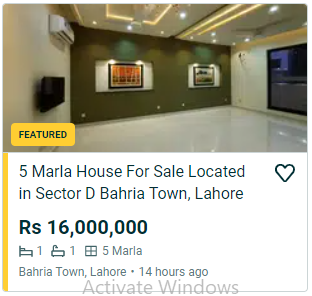 FEATURED
5 Marla House For Sale Located
in Sector D Bahria Town, Lahore
Rs 16,000,000
1 1 5 Marla
Bahria Town, Lahore • 14 hours ago
Activate Windows